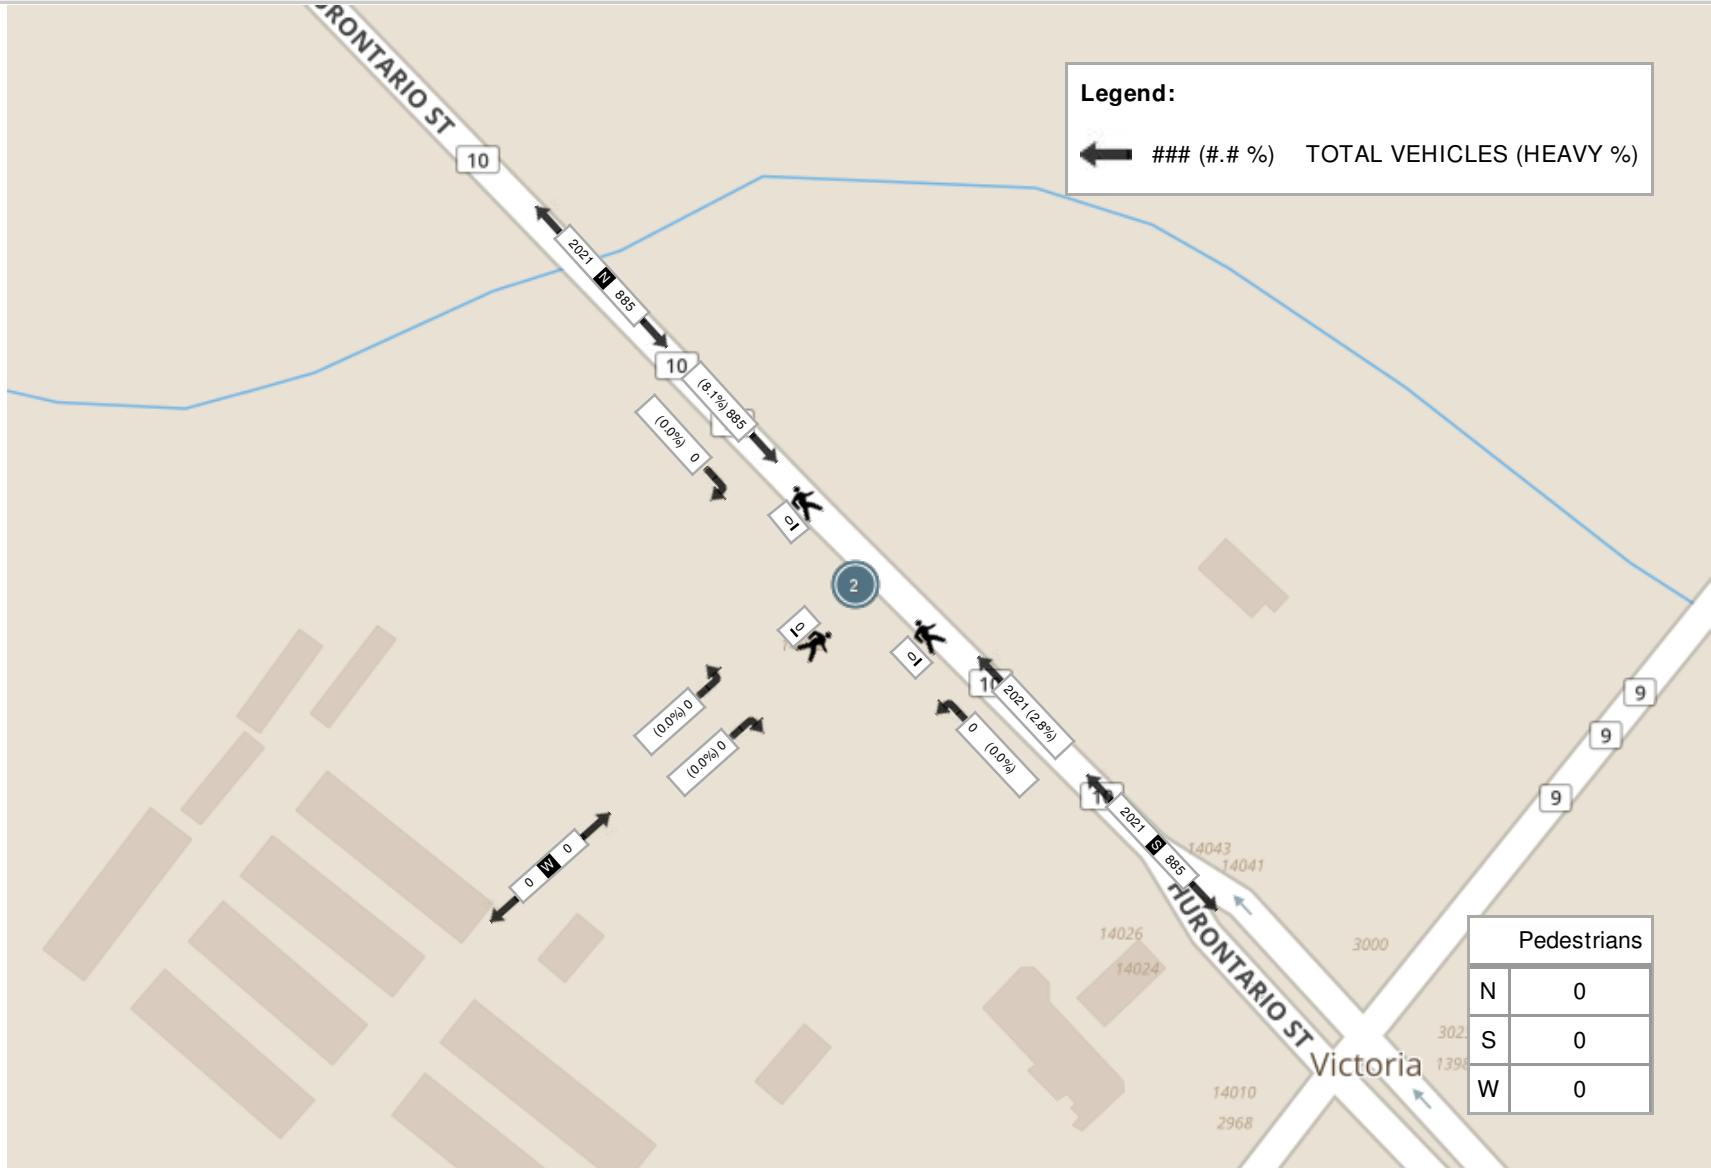 HURONTARIO ST
10
Legend:
### (#.# %) TOTAL VEHICLES (HEAVY %)
2021 N 885
10
(8.1%) 885
(0.0%) 0
0
2
0
0
(0.0%) 0
(0.0%) 0
10
2021 (2.8%)
0 (0.0%)
9
9
9
10
2021 S 885
0 W 0
14043
14041
HURONTARIO ST
14026
14024
3000
Pedestrians
N 0
S 0
W 0
Victoria
14010
2968